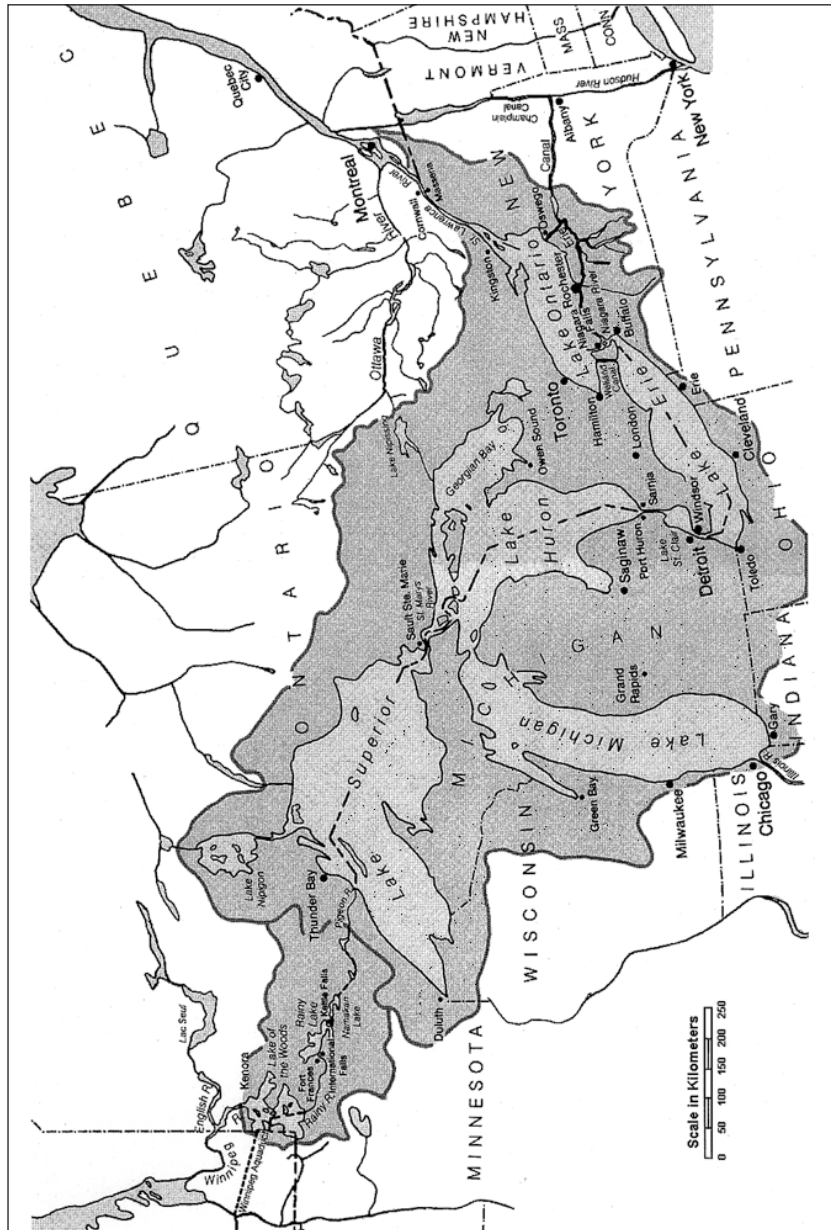 QUEBEC
Quebec
City
NEW
HAMPSHIRE
VERMONT
MASS
CONN
Montreal
River
Ottawa
Cornwall
Massena
St. Lawrence
River
Champlain
Canal
Hudson River
Albany
Canal
Erie
NEW YORK
New York
PENNSYLVANIA
Kingston
Oswego
Lake Ontario
Rochester
Niagara
Falls
Niagara
River
Buffalo
Toronto
Hamilton
Welland
Canal
London
Lake Erie
Erie
Cleveland
OHIO
Toledo
Windsor
Detroit
Lake
St. Clair
Sarnia
Port Huron
Saginaw
Owen Sound
Georgian Bay
Lake
Huron
Lake Nipissing
ONTARIO
Sault Ste. Marie
St. Marys
River
MICHIGAN
Grand
Rapids
Lake Michigan
Gary
INDIANA
Illinois R.
Chicago
ILLINOIS
Milwaukee
Green Bay
WISCONSIN
Lake Superior
Lake
Nipigon
Thunder Bay
Pigeon R.
Duluth
MINNESOTA
Lac Seul
English R.
Kenora
Lake of
the Woods
Rainy
Lake
Kettle Falls
Namakan
Lake
Fort
Frances
International
Falls
Rainy R.
Winnipeg
R.
Winnipeg Aqueduct
Scale in Kilometers
0 50 100 150 200 250